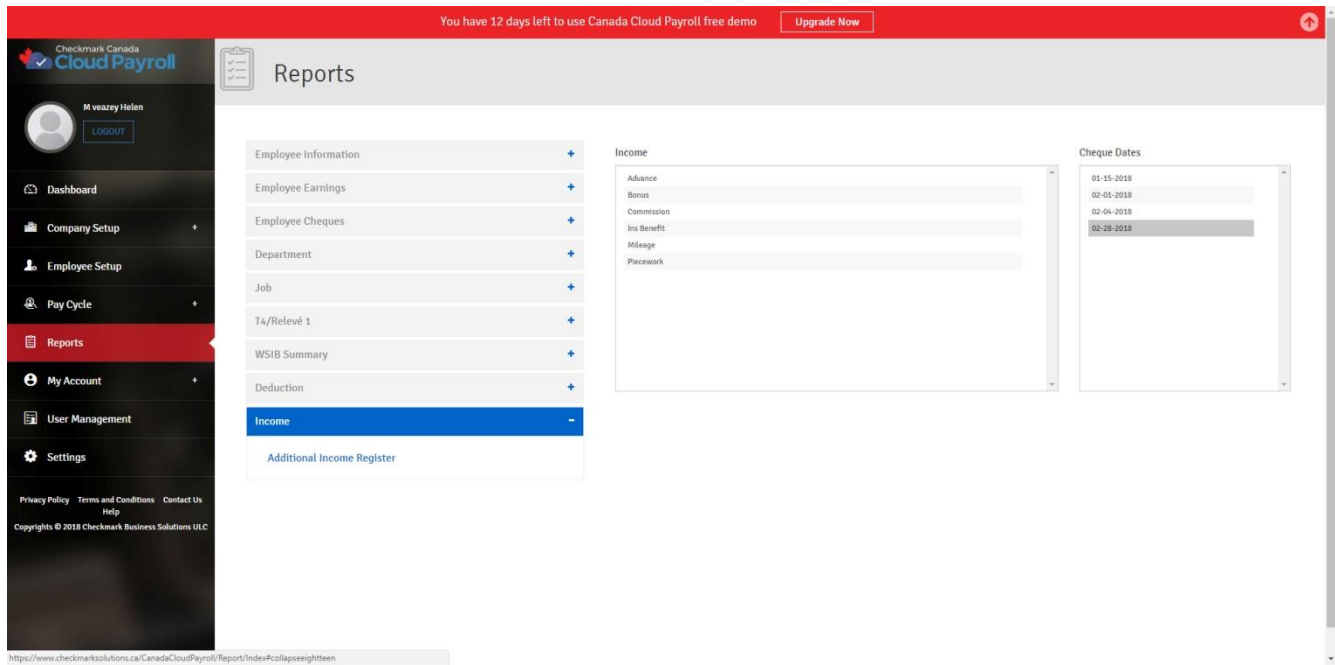 You have 12 days left to use Canada Cloud Payroll free demo
Upgrade Now
Checkmark Canada
Cloud Payroll
M veazey Helen
LOGOUT
Dashboard
Company Setup +
Employee Setup
Pay Cycle +
Reports
My Account +
User Management
Settings
Privacy Policy Terms and Conditions Contact Us
Help
Copyrights © 2018 Checkmark Business Solutions ULC
Reports
Employee Information +
Employee Earnings +
Employee Cheques +
Department +
Job +
T4/Relevé 1 +
WSIB Summary +
Deduction +
Income -
Additional Income Register
Income
Advance
Bonus
Commission
Ins Benefit
Mileage
Piecework
Cheque Dates
01-15-2018
02-01-2018
02-04-2018
02-28-2018
https://www.checkmarksolutions.ca/CanadaCloudPayroll/Report/Index#collapseeightteen